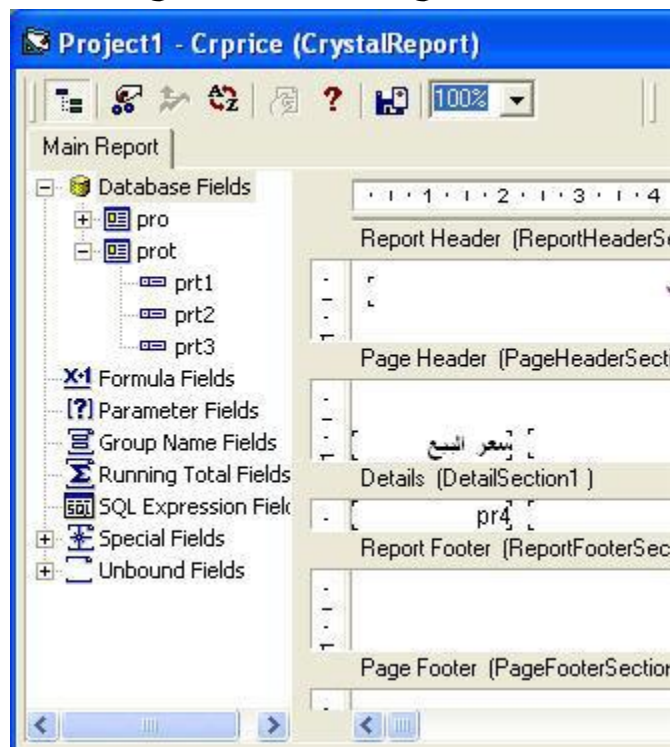 Project1 - Crprice (CrystalReport)
100%
Main Report
Database Fields
pro
prot
prt1
prt2
prt3
Formula Fields
Parameter Fields
Group Name Fields
Running Total Fields
SQL Expression Field
Special Fields
Unbound Fields
1 2 3 4
Report Header (ReportHeaderSe
Page Header (PageHeaderSecti
سعر البيع
Details (DetailSection1 )
pr4
Report Footer (ReportFooterSec
Page Footer (PageFooterSection